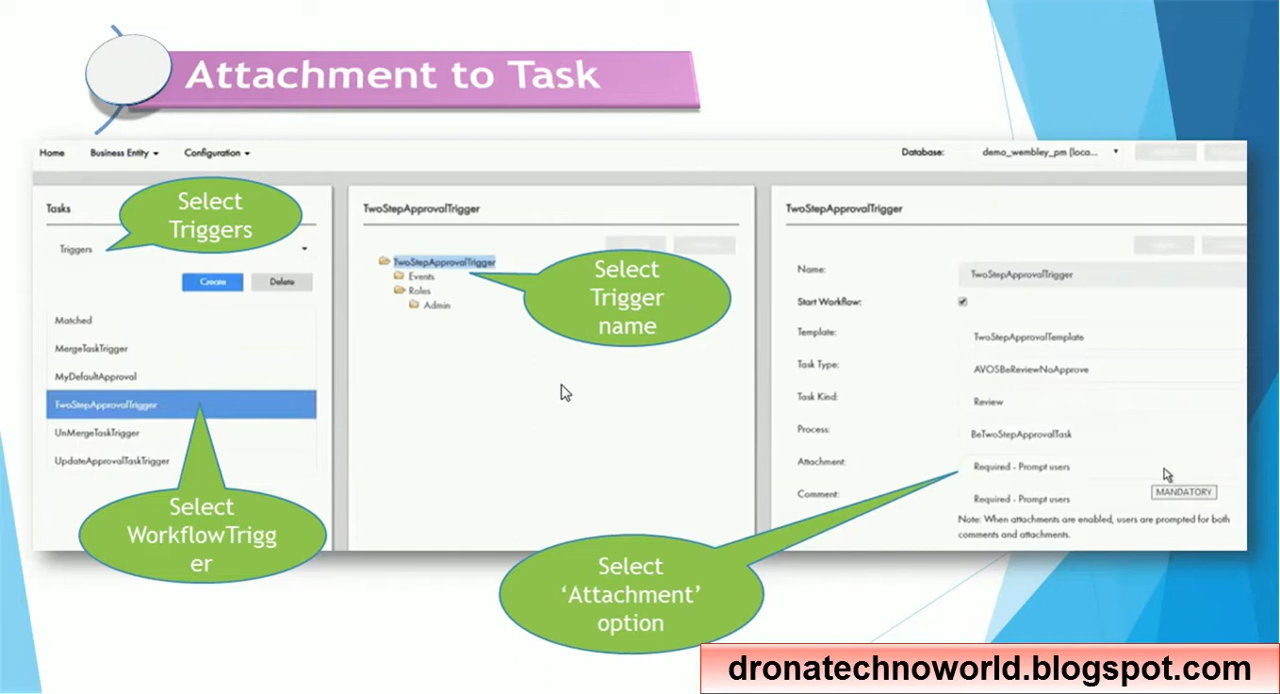 Attachment to Task
Home Business Entity Configuration Database: demo_wembley_pm (loca...
Tasks
Triggers
Create Delete
Matched
MergeTaskTrigger
MyDefaultApproval
TwoStepApprovalTrigger
UnMergeTaskTrigger
UpdateApprovalTaskTrigger
Select
Triggers
Select
WorkflowTrigg
er
TwoStepApprovalTrigger
TwoStepApprovalTrigger
Events
Roles
Admin
Select
Trigger
name
TwoStepApprovalTrigger
Name: TwoStepApprovalTrigger
Start Workflow:
Template: TwoStepApprovalTemplate
Task Type: AVOSBeReviewNoApprove
Task Kind: Review
Process: BeTwoStepApprovalTask
Attachment: Required - Prompt users
MANDATORY
Comment: Required - Prompt users
Note: When attachments are enabled, users are prompted for both
comments and attachments.
Select
‘Attachment’
option
dronatechnoworld.blogspot.com